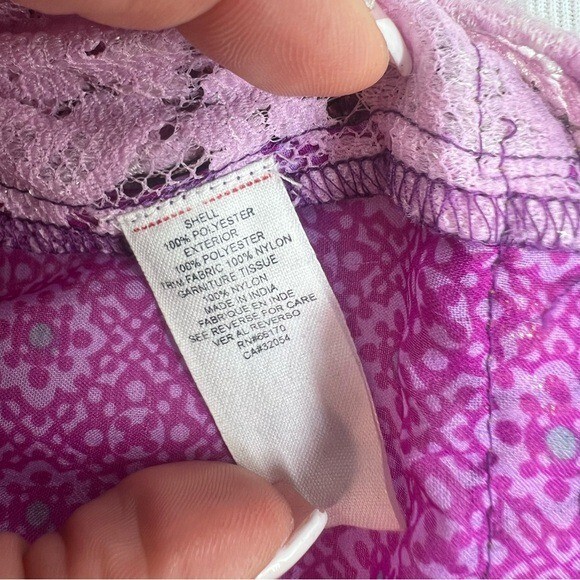 SHELL
100% POLYESTER
EXTERIOR
100% POLYESTER
TRIM FABRIC 100% NYLON
GARNITURE TISSUE
100% NYLON
MADE IN INDIA
FABRIQUE EN INDE
SEE REVERSE FOR CARE
VER AL REVERSO
RN#66170
CA#32054